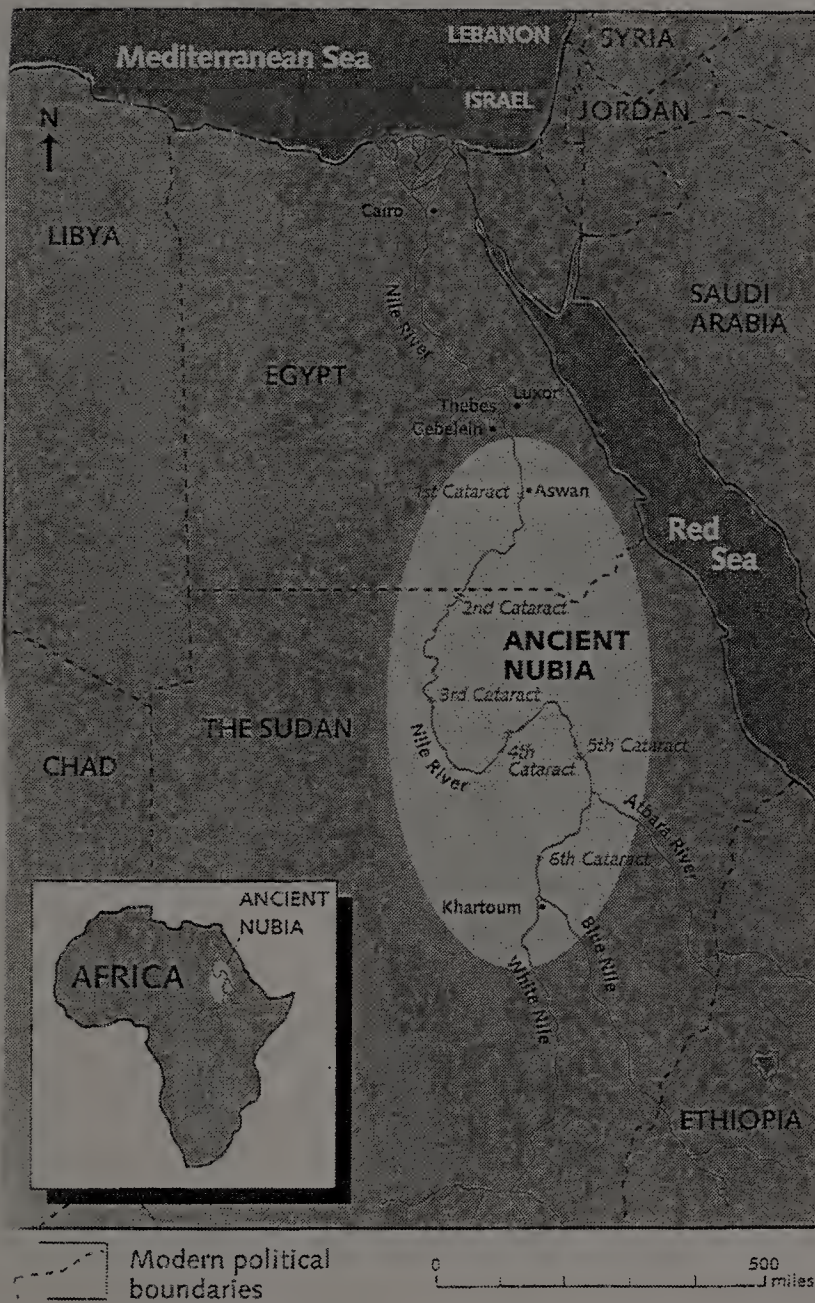 LEBANON
SYRIA
Mediterranean Sea
ISRAEL
JORDAN
N
Cairo
LIBYA
SAUDI
ARABIA
Nile River
EGYPT
Luxor
Thebes
Gebelein
1st Cataract
Aswan
Red
Sea
2nd Cataract
ANCIENT
NUBIA
3rd Cataract
THE SUDAN
Nile River
4th
Cataract
5th Cataract
CHAD
Atbara River
6th Cataract
Khartoum
Blue Nile
White Nile
ANCIENT
NUBIA
AFRICA
ETHIOPIA
Modern political
boundaries
0
500
miles